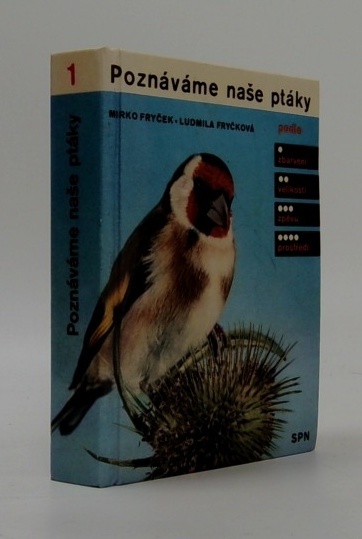 1
Poznáváme naše ptáky
Poznáváme naše ptáky
MIRKO FRYČEK - LUDMILA FRYČKOVÁ
podle
zbarvení
velikosti
zpěvu
prostředí
SPN